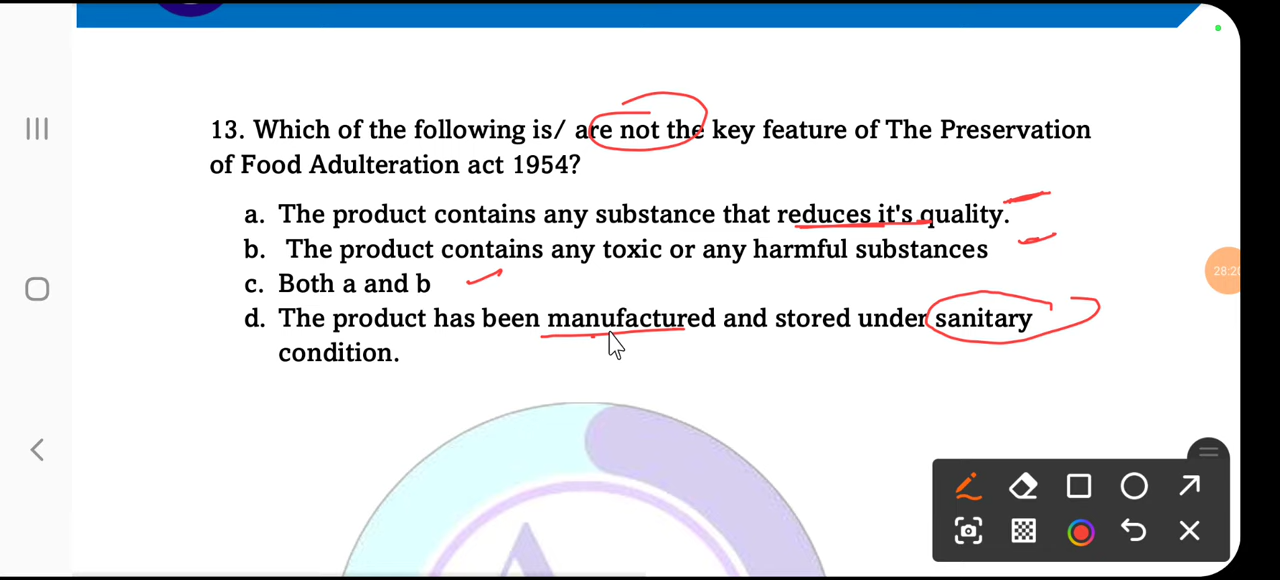 13. Which of the following is/ are not the key feature of The Preservation
of Food Adulteration act 1954?
a. The product contains any substance that reduces it's quality.
b. The product contains any toxic or any harmful substances
c. Both a and b
d. The product has been manufactured and stored under sanitary
condition.
28:20